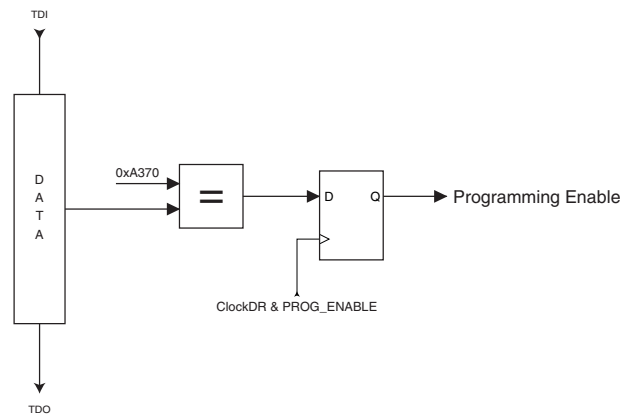 TDI
D
A
T
A
0xA370
=
D
Q
Programming Enable
ClockDR & PROG_ENABLE
TDO